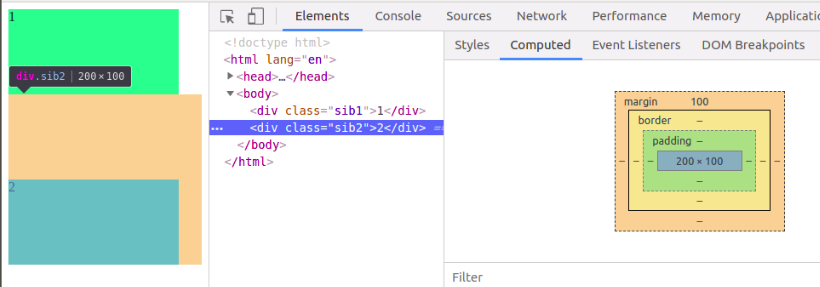 1
div.sib2 | 200 × 100
2
Elements Console Sources Network Performance Memory Applicati
<!doctype html>
<html lang="en">
▶<head>…</head>
▼<body>
<div class="sib1">1</div>
… <div class="sib2">2</div> ==
</body>
</html>
Styles Computed Event Listeners DOM Breakpoints
margin 100
border –
padding –
– – – 200 × 100 – – –
–
–
–
Filter